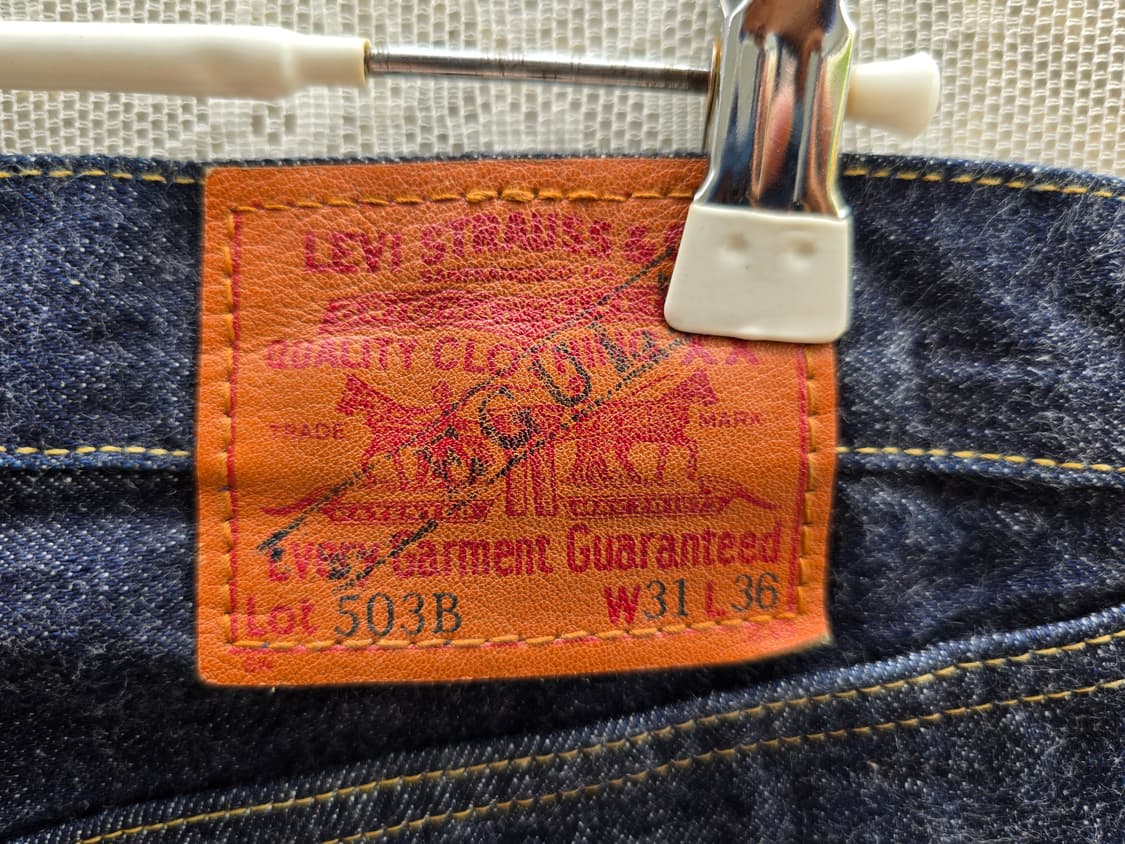 LEVI STRAUSS &
QUALITY CLOTHING XX
TRADE MARK
Every Garment Guaranteed
Lot 503B W31 L36